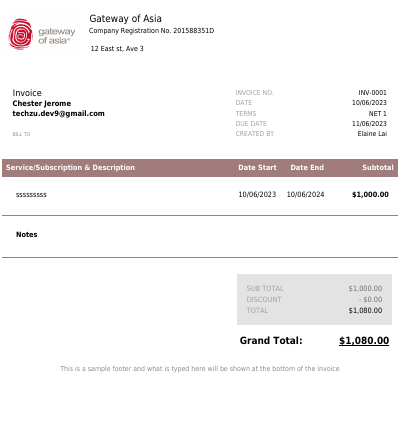 gateway of asia
Gateway of Asia
Company Registration No. 201588351D
12 East st, Ave 3
Invoice
Chester Jerome
techzu.dev9@gmail.com
BILL TO
INVOICE NO. INV-0001
DATE 10/06/2023
TERMS NET 1
DUE DATE 11/06/2023
CREATED BY Elaine Lai
Service/Subscription & Description Date Start Date End Subtotal
sssssssss 10/06/2023 10/06/2024 $1,000.00
Notes
SUB TOTAL $1,000.00
DISCOUNT - $0.00
TOTAL $1,080.00
Grand Total: $1,080.00
This is a sample footer and what is typed here will be shown at the bottom of the invoice